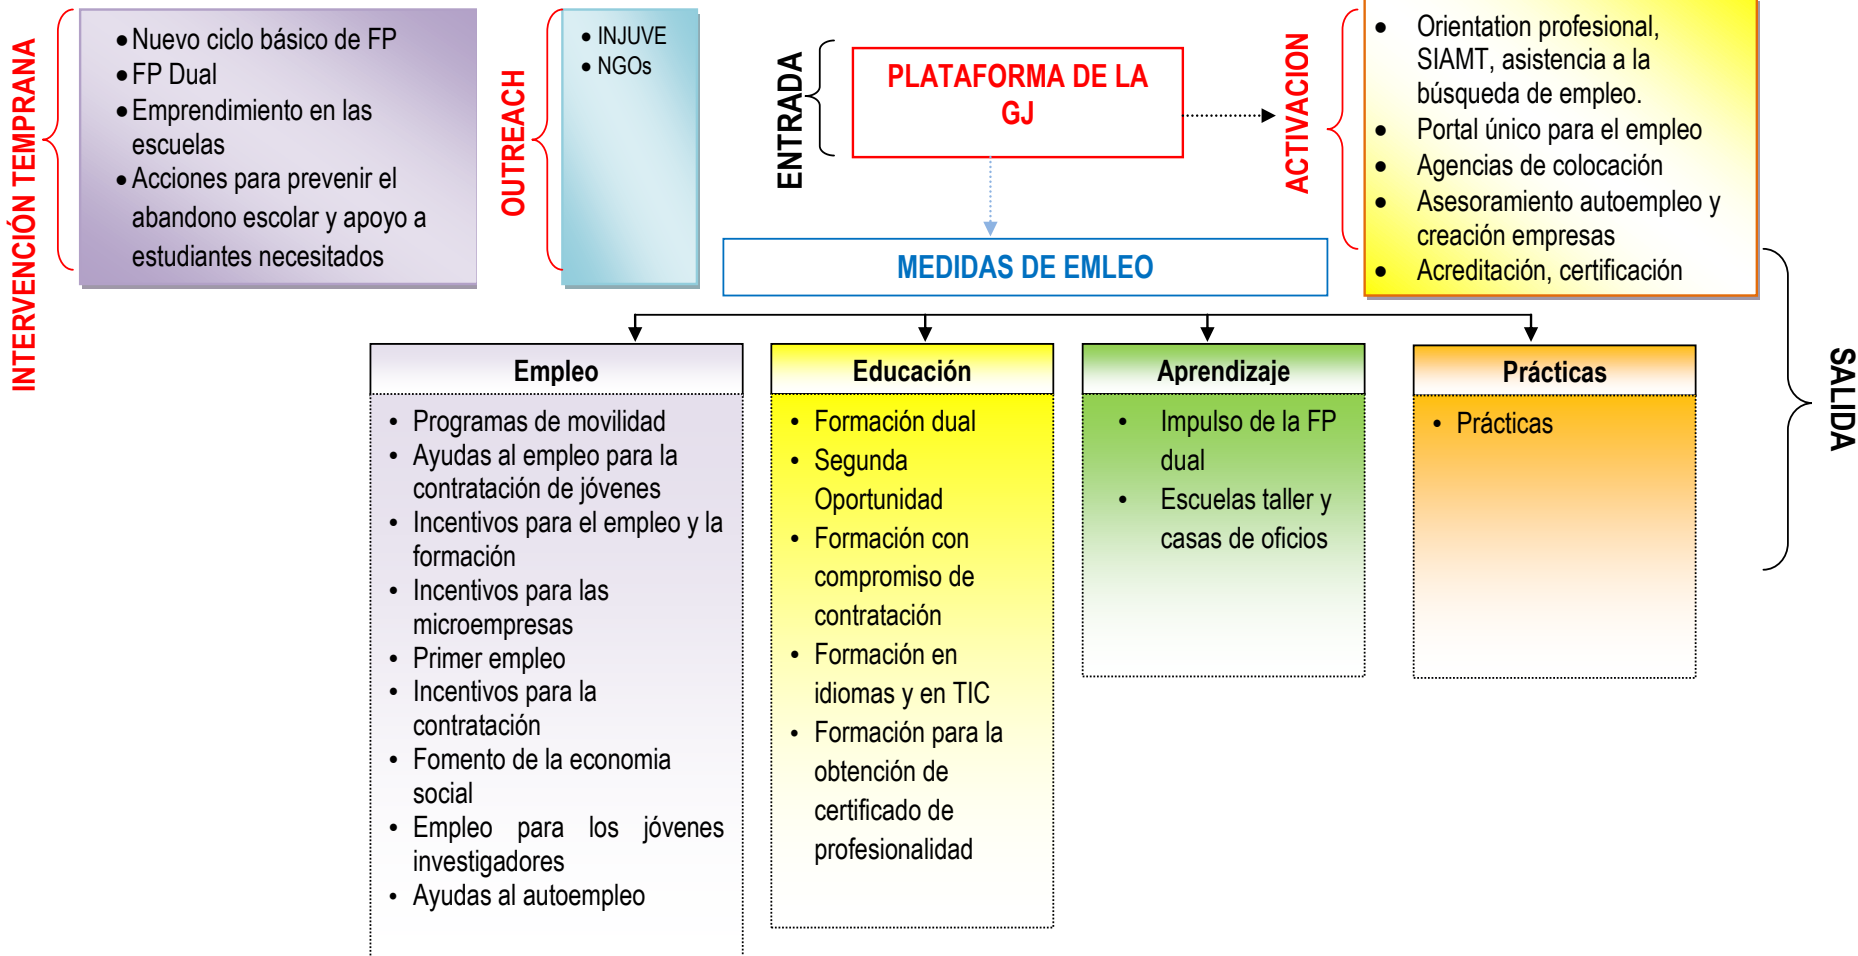 INTERVENCIÓN TEMPRANA
• Nuevo ciclo básico de FP
• FP Dual
• Emprendimiento en las
escuelas
• Acciones para prevenir el
abandono escolar y apoyo a
estudiantes necesitados
OUTREACH
• INJUVE
• NGOs
ENTRADA
PLATAFORMA DE LA
GJ
ACTIVACION
• Orientation profesional,
SIAMT, asistencia a la
búsqueda de empleo.
• Portal único para el empleo
• Agencias de colocación
• Asesoramiento autoempleo y
creación empresas
• Acreditación, certificación
MEDIDAS DE EMLEO
SALIDA
Empleo
• Programas de movilidad
• Ayudas al empleo para la
contratación de jóvenes
• Incentivos para el empleo y la
formación
• Incentivos para las
microempresas
• Primer empleo
• Incentivos para la
contratación
• Fomento de la economia
social
• Empleo para los jóvenes
investigadores
• Ayudas al autoempleo
Educación
• Formación dual
• Segunda
Oportunidad
• Formación con
compromiso de
contratación
• Formación en
idiomas y en TIC
• Formación para la
obtención de
certificado de
profesionalidad
Aprendizaje
• Impulso de la FP
dual
• Escuelas taller y
casas de oficios
Prácticas
• Prácticas